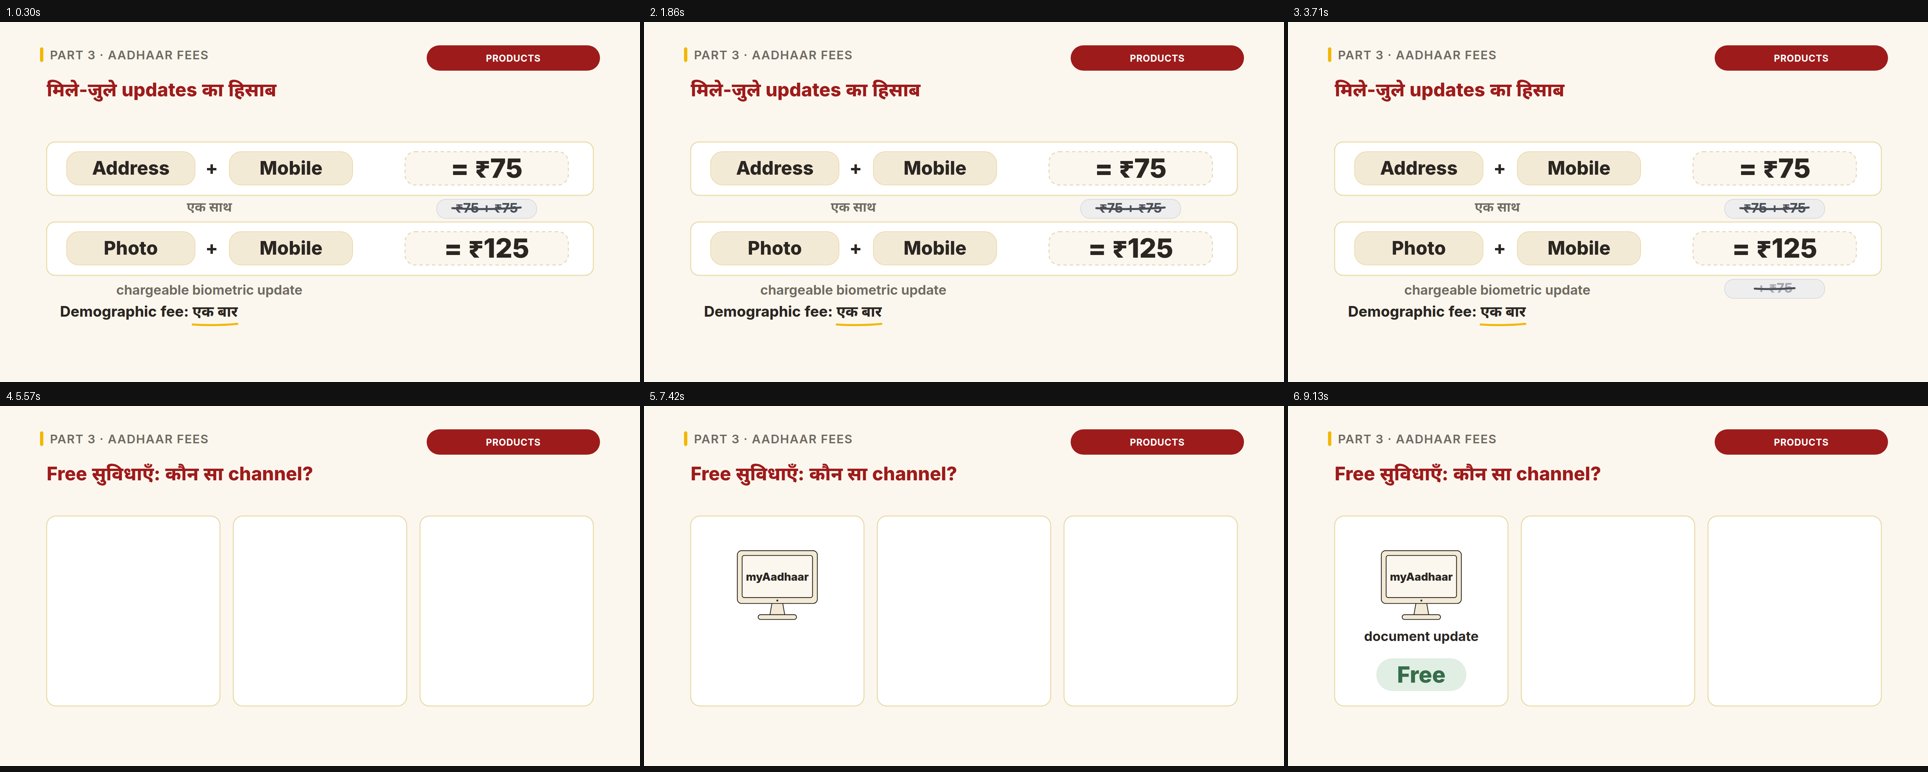 1. 0.30s
PART 3 · AADHAAR FEES
PRODUCTS
मिले-जुले updates का हिसाब
Address + Mobile = ₹75
एक साथ ₹75 + ₹75
Photo + Mobile = ₹125
chargeable biometric update
Demographic fee: एक बार
2. 1.86s
PART 3 · AADHAAR FEES
PRODUCTS
मिले-जुले updates का हिसाब
Address + Mobile = ₹75
एक साथ ₹75 + ₹75
Photo + Mobile = ₹125
chargeable biometric update
Demographic fee: एक बार
3. 3.71s
PART 3 · AADHAAR FEES
PRODUCTS
मिले-जुले updates का हिसाब
Address + Mobile = ₹75
एक साथ ₹75 + ₹75
Photo + Mobile = ₹125
chargeable biometric update + ₹75
Demographic fee: एक बार
4. 5.57s
PART 3 · AADHAAR FEES
PRODUCTS
Free सुविधाएँ: कौन सा channel?
5. 7.42s
PART 3 · AADHAAR FEES
PRODUCTS
Free सुविधाएँ: कौन सा channel?
myAadhaar
6. 9.13s
PART 3 · AADHAAR FEES
PRODUCTS
Free सुविधाएँ: कौन सा channel?
myAadhaar
document update
Free